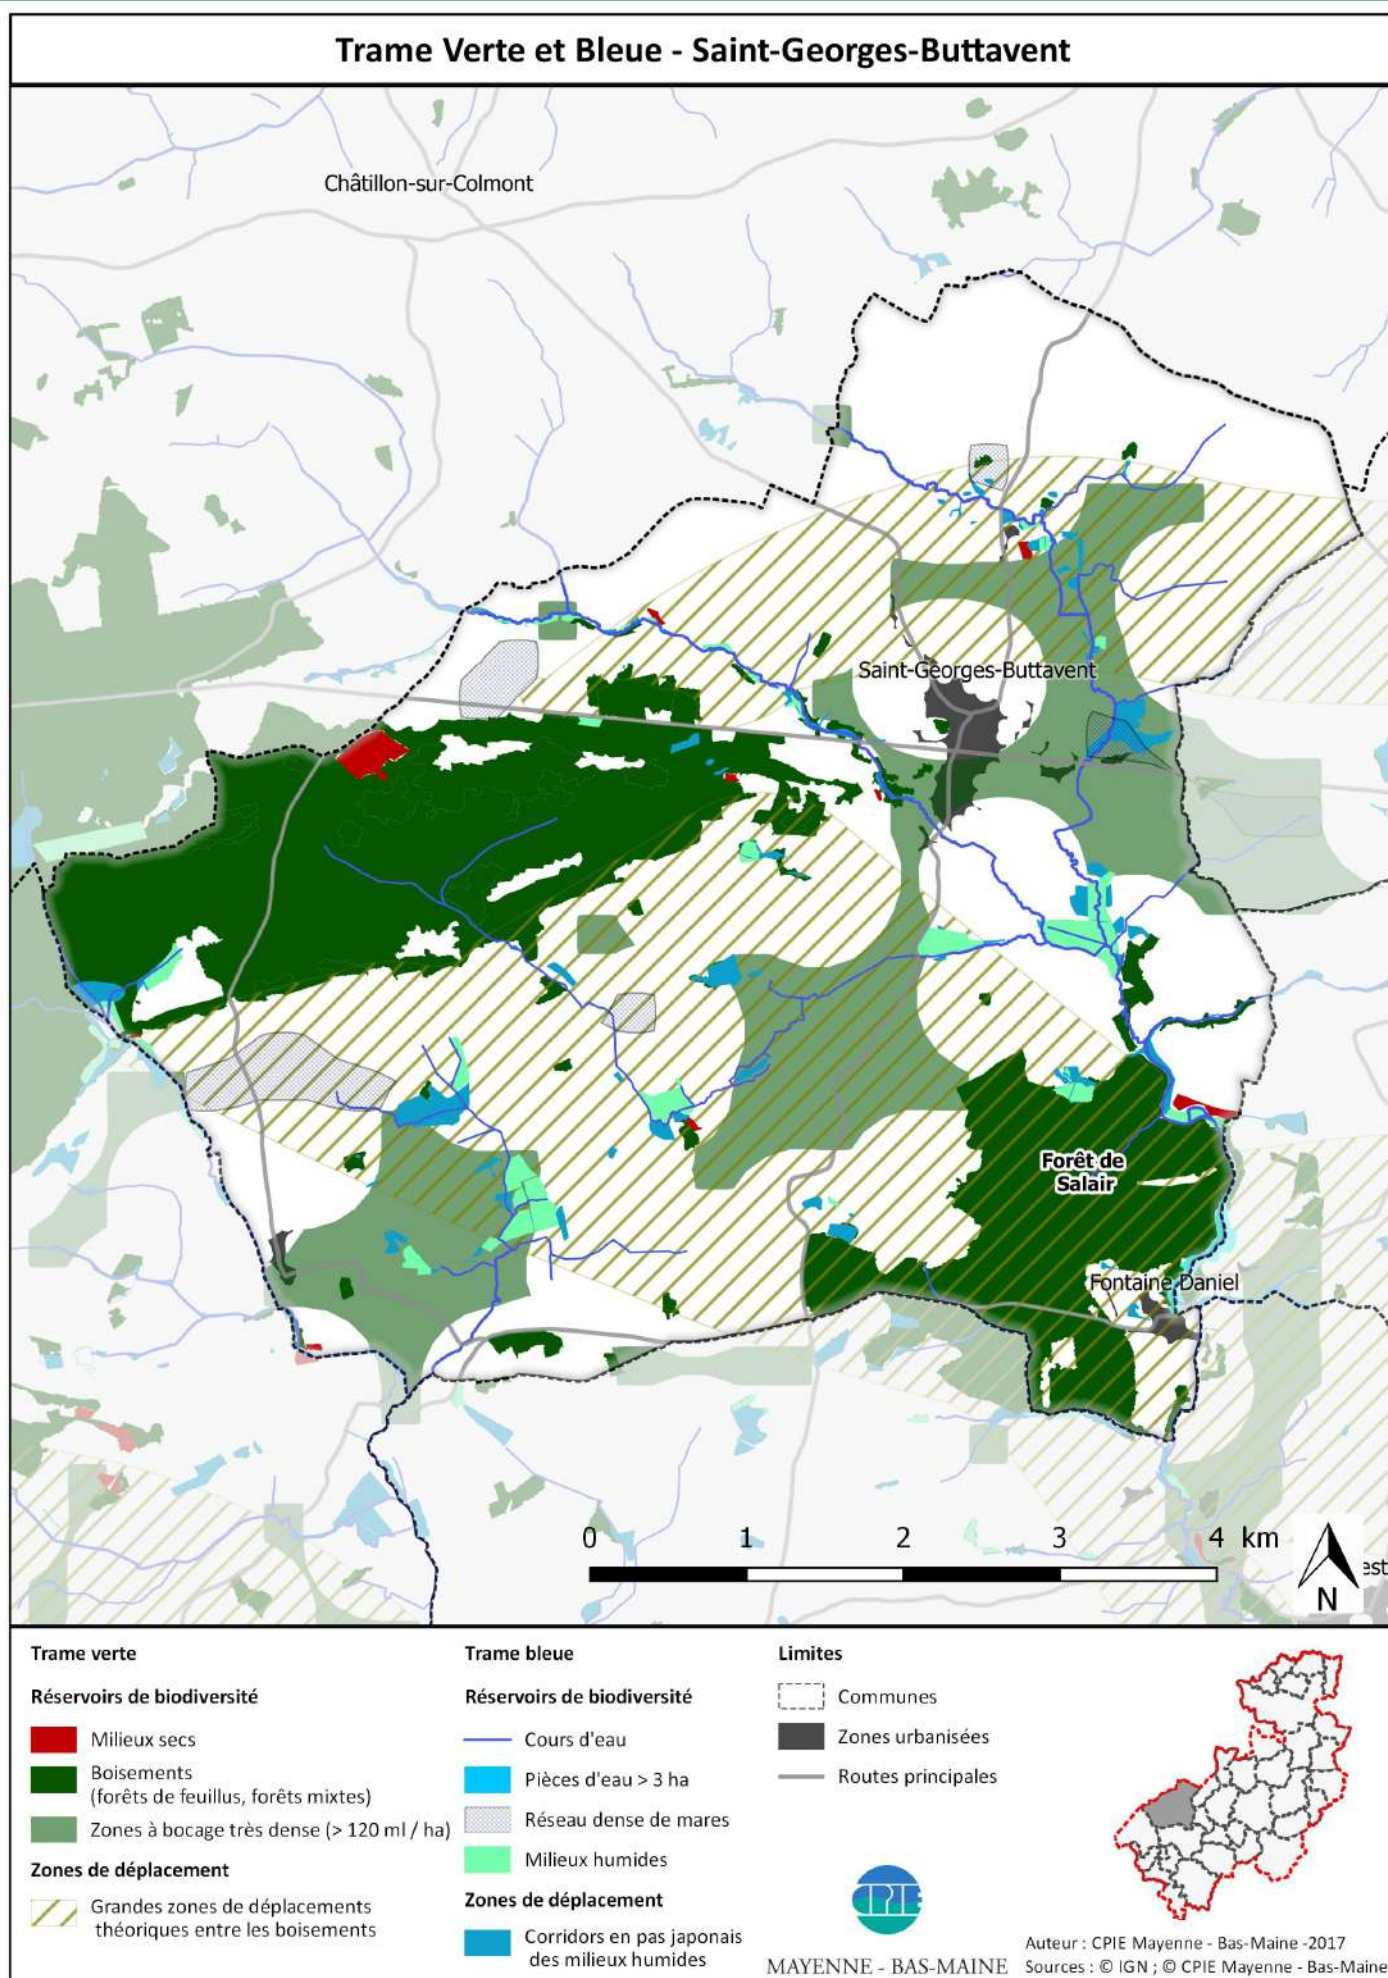 Trame Verte et Bleue - Saint-Georges-Buttavent
Châtillon-sur-Colmont
Saint-Georges-Buttavent
Forêt de
Salair
Fontaine Daniel
0 1 2 3 4 km
N
est
Trame verte
Réservoirs de biodiversité
Milieux secs
Boisements
(forêts de feuillus, forêts mixtes)
Zones à bocage très dense (> 120 ml / ha)
Zones de déplacement
Grandes zones de déplacements
théoriques entre les boisements
Trame bleue
Réservoirs de biodiversité
Cours d'eau
Pièces d'eau > 3 ha
Réseau dense de mares
Milieux humides
Zones de déplacement
Corridors en pas japonais
des milieux humides
Limites
Communes
Zones urbanisées
Routes principales
CPIE
MAYENNE - BAS-MAINE
Auteur : CPIE Mayenne - Bas-Maine -2017
Sources : © IGN ; © CPIE Mayenne - Bas-Maine